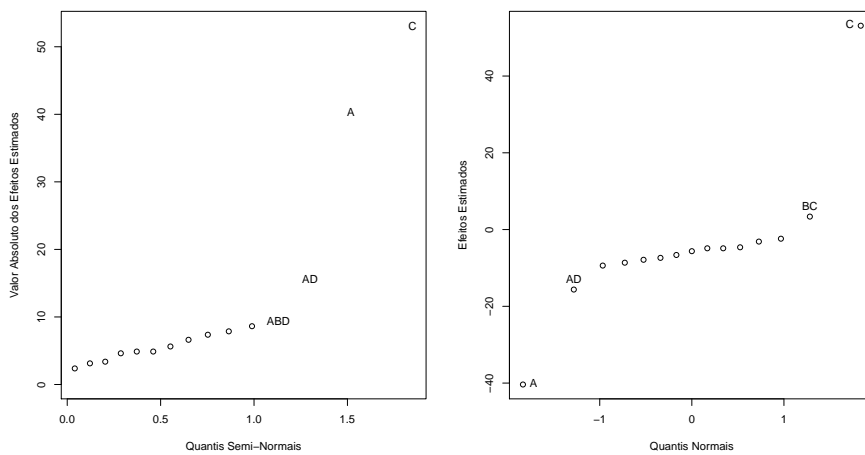 Valor Absoluto dos Efeitos Estimados
50
40
30
20
10
0
C
A
AD
ABD
0.0 0.5 1.0 1.5
Quantis Semi−Normais
Efeitos Estimados
40
20
0
−20
−40
C
BC
AD
A
−1 0 1
Quantis Normais